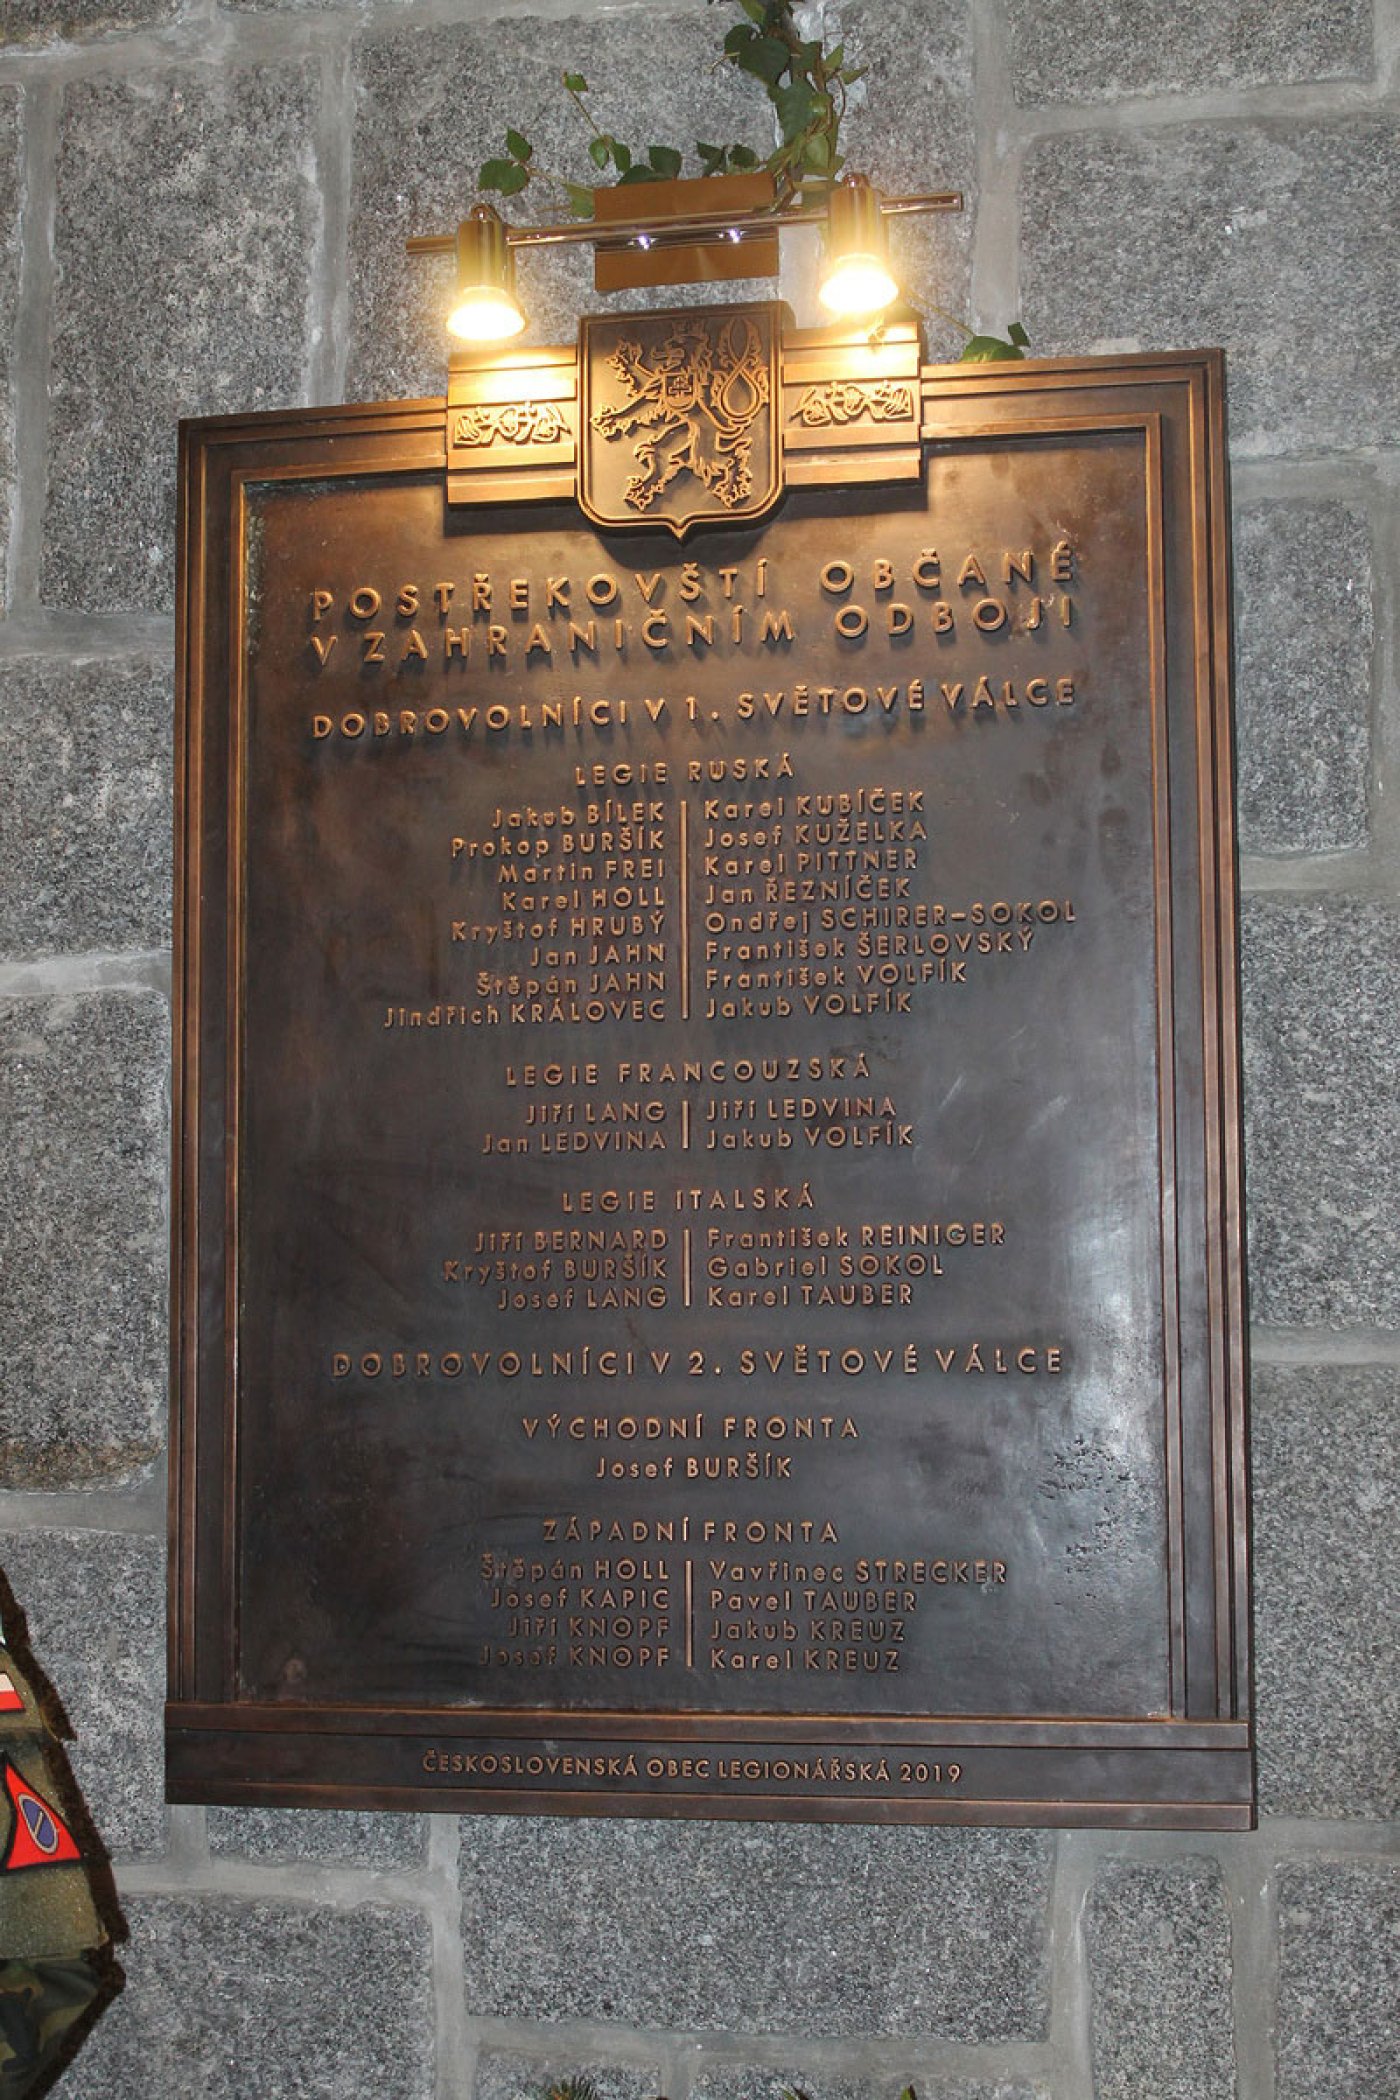 POSTŘEKOVŠTÍ OBČANÉ
V ZAHRANIČNÍM ODBOJI
DOBROVOLNÍCI V 1. SVĚTOVÉ VÁLCE
LEGIE RUSKÁ
Jakub BÍLEK
Prokop BURŠÍK
Martin FREI
Karel HOLL
Kryštof HRUBÝ
Jan JAHN
Štěpán JAHN
Jindřich KRÁLOVEC
Karel KUBÍČEK
Josef KUŽELKA
Karel PITTNER
Jan ŘEZNÍČEK
Ondřej SCHIRER-SOKOL
František ŠERLOVSKÝ
František VOLFÍK
Jakub VOLFÍK
LEGIE FRANCOUZSKÁ
Jiří LANG
Jan LEDVINA
Jiří LEDVINA
Jakub VOLFÍK
LEGIE ITALSKÁ
Jiří BERNARD
Kryštof BURŠÍK
Josef LANG
František REINIGER
Gabriel SOKOL
Karel TAUBER
DOBROVOLNÍCI V 2. SVĚTOVÉ VÁLCE
VÝCHODNÍ FRONTA
Josef BURŠÍK
ZÁPADNÍ FRONTA
Štěpán HOLL
Josef KAPIC
Jiří KNOPF
Josef KNOPF
Vavřinec STRECKER
Pavel TAUBER
Jakub KREUZ
Karel KREUZ
ČESKOSLOVENSKÁ OBEC LEGIONÁŘSKÁ 2019